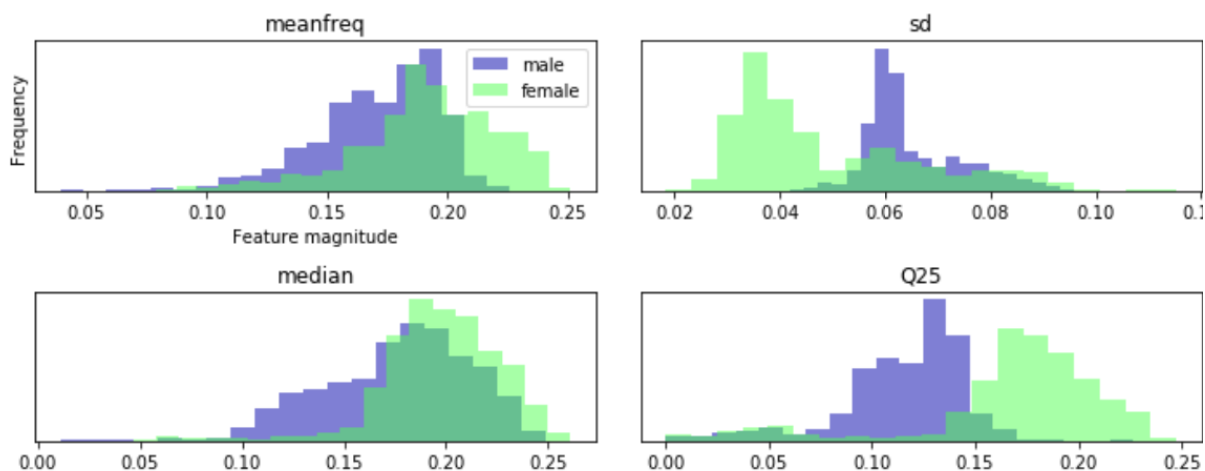 meanfreq
sd
male
female
Frequency
0.05 0.10 0.15 0.20 0.25
0.02 0.04 0.06 0.08 0.10 0.1
Feature magnitude
median
Q25
0.00 0.05 0.10 0.15 0.20 0.25
0.00 0.05 0.10 0.15 0.20 0.25